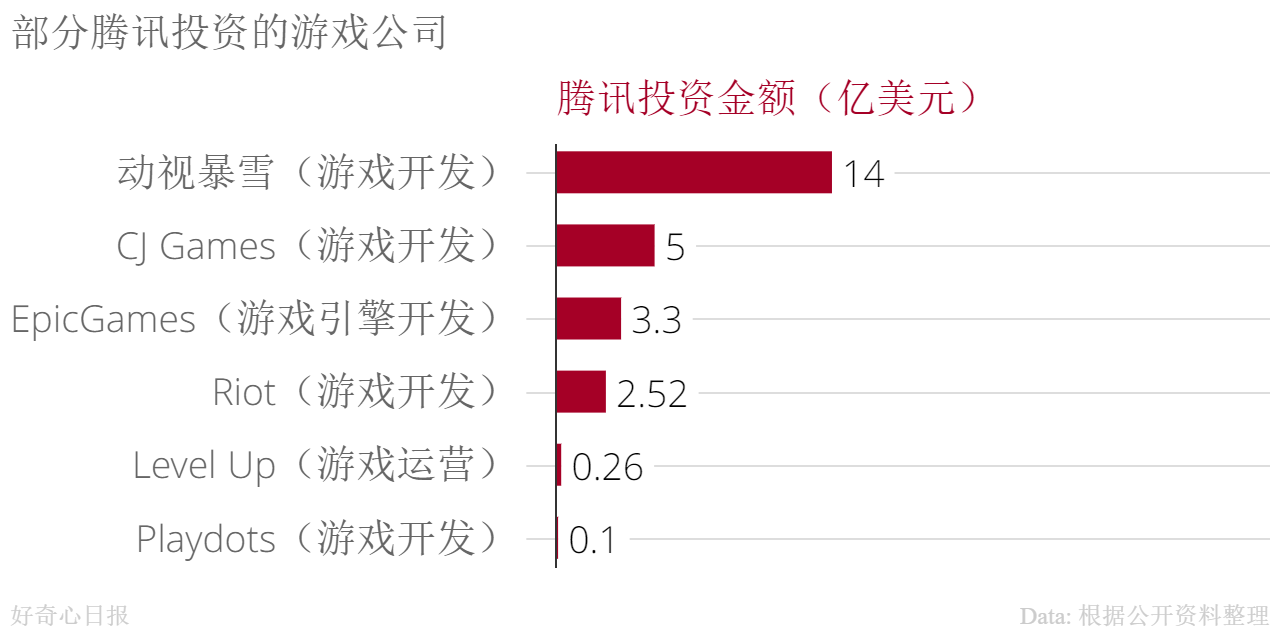 部分腾讯投资的游戏公司
腾讯投资金额（亿美元）
动视暴雪（游戏开发） 14
CJ Games（游戏开发） 5
EpicGames（游戏引擎开发） 3.3
Riot（游戏开发） 2.52
Level Up（游戏运营） 0.26
Playdots（游戏开发） 0.1
好奇心日报 Data: 根据公开资料整理